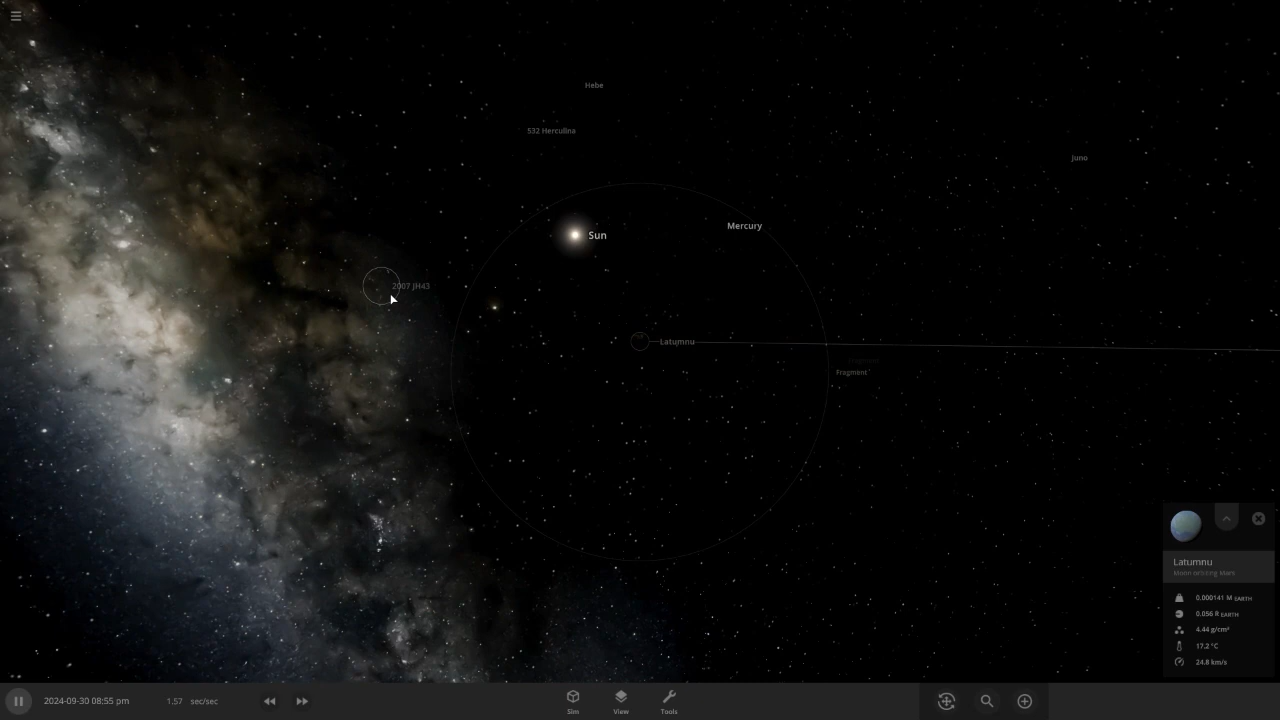 Hebe
532 Herculina
Juno
Mercury
Sun
2007 JH43
Latumnu
Fragment
Latumnu
Moon orbiting Mars
0.000141 M EARTH
0.056 R EARTH
4.44 g/cm³
17.2 °C
24.8 km/s
2024-09-30 08:55 pm
1.57 sec/sec
Sim
View
Tools